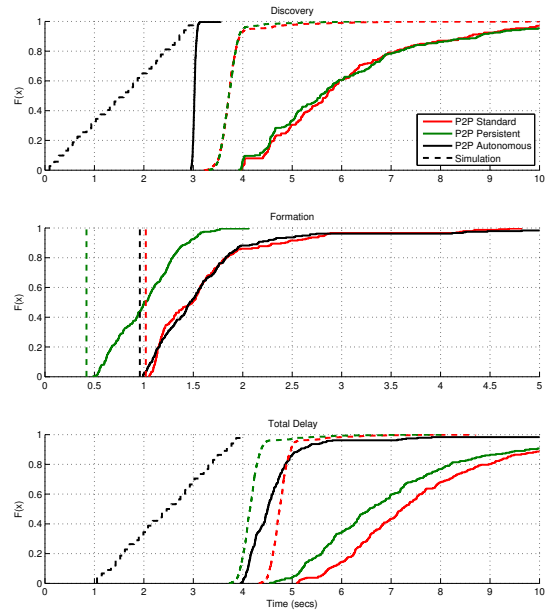 Discovery
1
0.8
0.6
0.4
0.2
0
F(x)
0 1 2 3 4 5 6 7 8 9 10
P2P Standard
P2P Persistent
P2P Autonomous
Simulation
Formation
1
0.8
0.6
0.4
0.2
0
F(x)
0 0.5 1 1.5 2 2.5 3 3.5 4 4.5 5
Total Delay
1
0.8
0.6
0.4
0.2
0
F(x)
0 1 2 3 4 5 6 7 8 9 10
Time (secs)